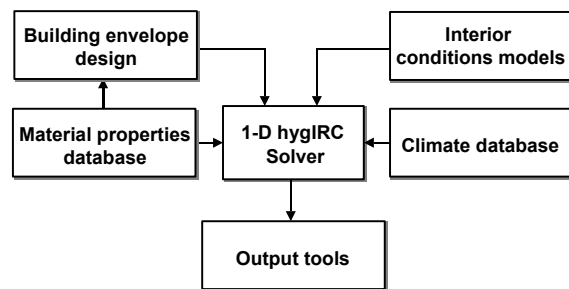 Building envelope
design
Interior
conditions models
Material properties
database
1-D hygIRC
Solver
Climate database
Output tools